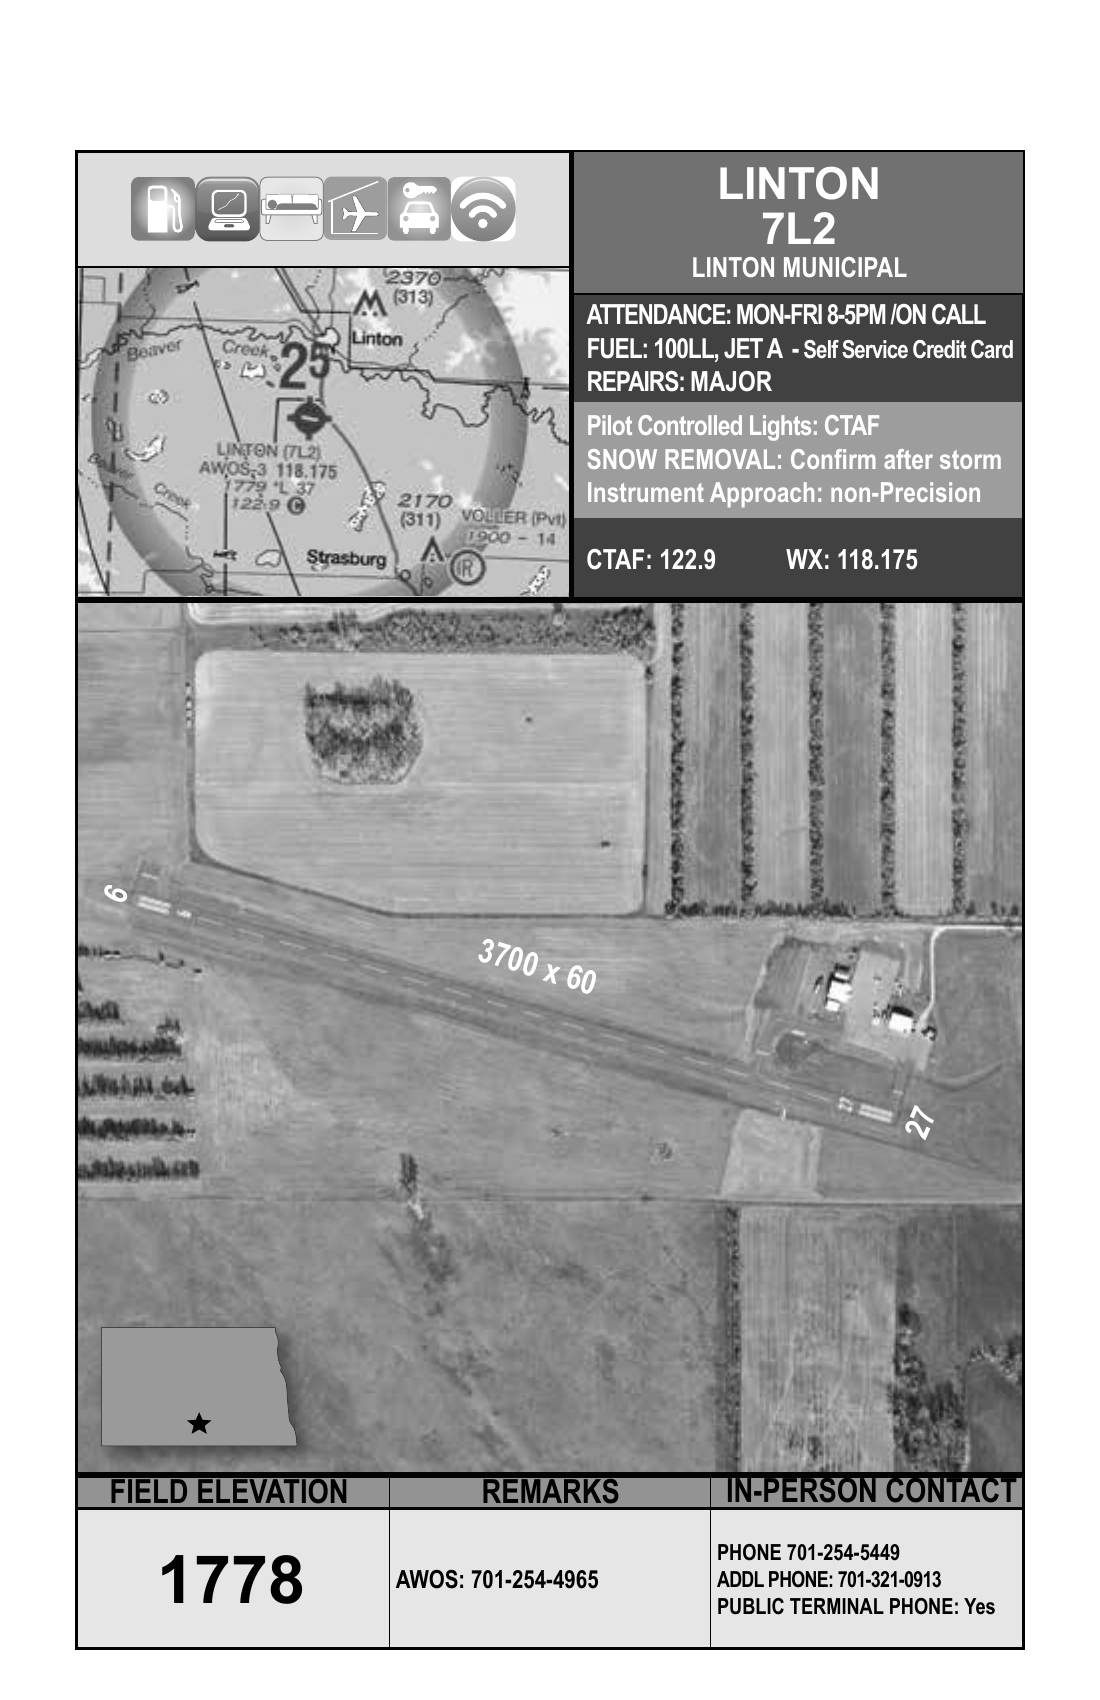 LINTON
7L2
LINTON MUNICIPAL
ATTENDANCE: MON-FRI 8-5PM /ON CALL
FUEL: 100LL, JET A - Self Service Credit Card
REPAIRS: MAJOR
Pilot Controlled Lights: CTAF
SNOW REMOVAL: Confirm after storm
Instrument Approach: non-Precision
CTAF: 122.9 WX: 118.175
2370
(313)
Linton
Beaver
Creek
25
LINTON (7L2)
AWOS-3 118.175
1779 *L 37
122.9 C
Beaver
Creek
2170
(311)
VOLLER (Pvt)
1900 - 14
Strasburg
R
9
3700 x 60
27
27
FIELD ELEVATION
1778
REMARKS
AWOS: 701-254-4965
IN-PERSON CONTACT
PHONE 701-254-5449
ADDL PHONE: 701-321-0913
PUBLIC TERMINAL PHONE: Yes